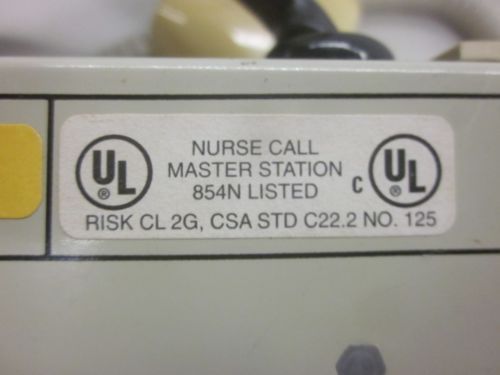 UL ®
NURSE CALL
MASTER STATION
854N LISTED
C UL ®
RISK CL 2G, CSA STD C22.2 NO. 125